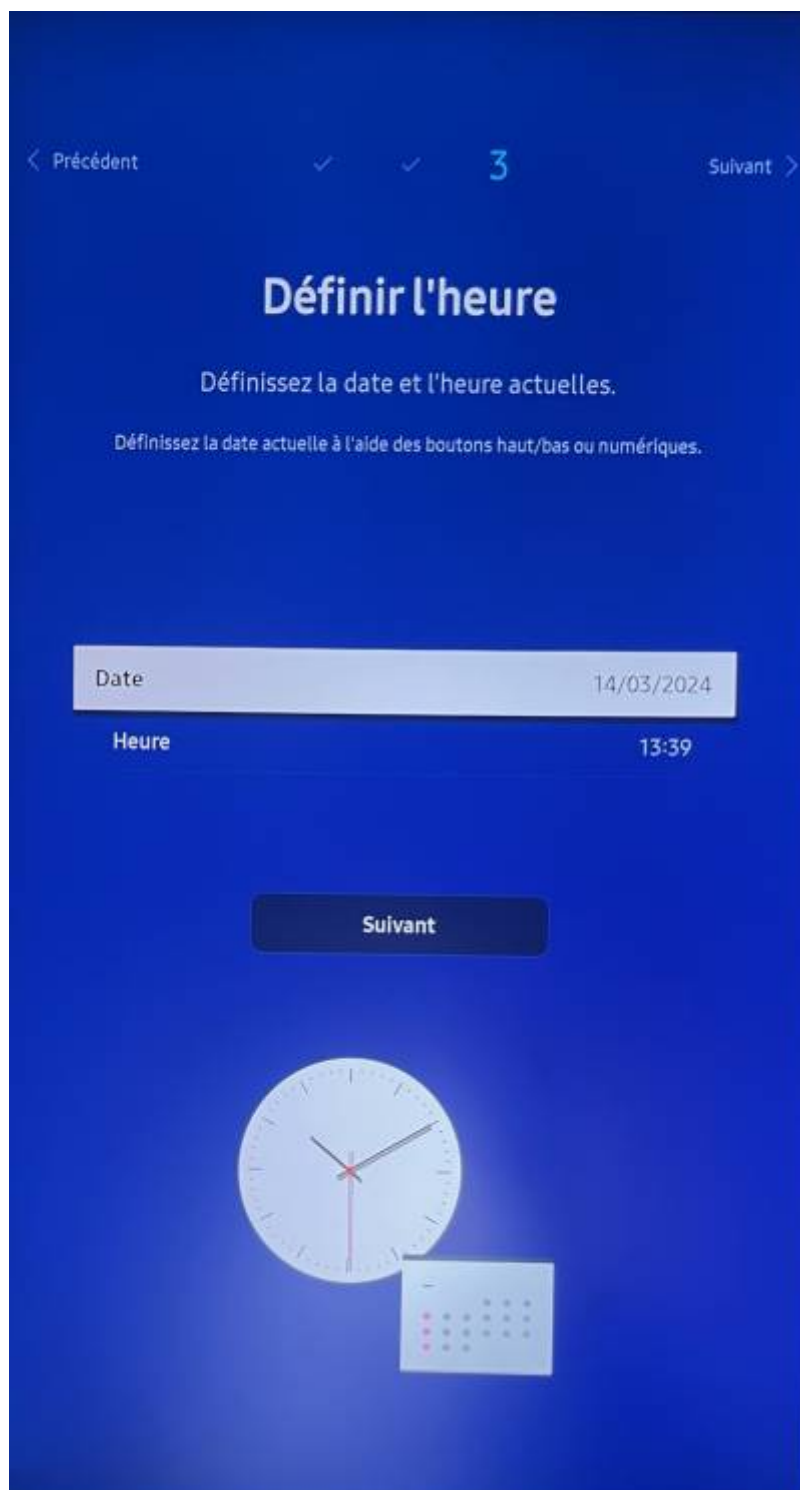 Précédent
3
Suivant
Définir l'heure
Définissez la date et l'heure actuelles.
Définissez la date actuelle à l'aide des boutons haut/bas ou numériques.
Date 14/03/2024
Heure 13:39
Suivant